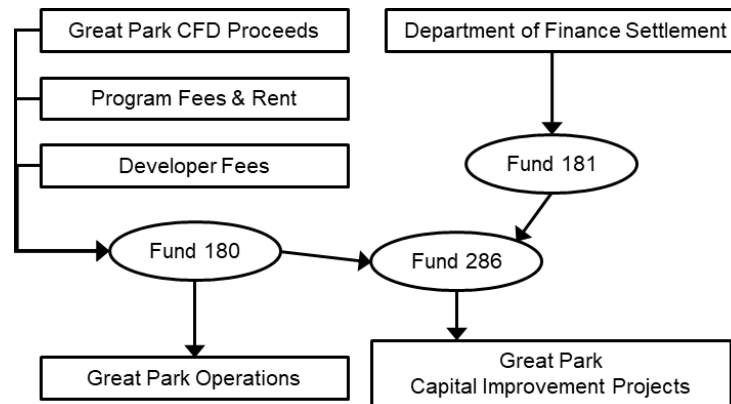 Great Park CFD Proceeds
Department of Finance Settlement
Program Fees & Rent
Developer Fees
Fund 181
Fund 180
Fund 286
Great Park Operations
Great Park
Capital Improvement Projects